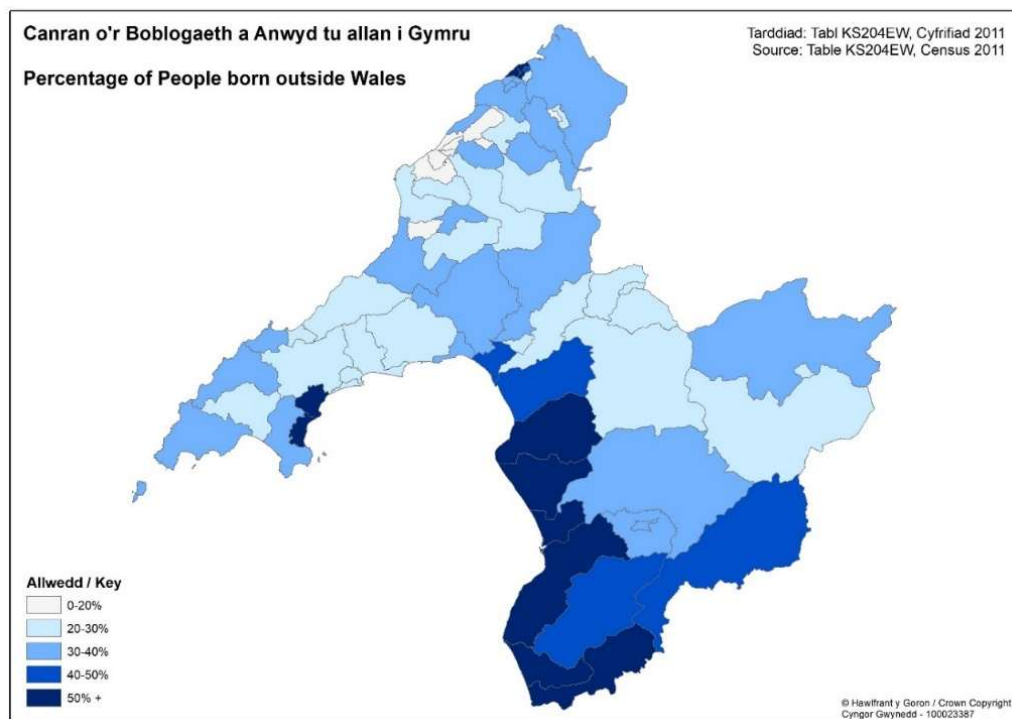 Canran o'r Boblogaeth a Anwyd tu allan i Gymru
Percentage of People born outside Wales
Tarddiad: Tabl KS204EW, Cyfrifiad 2011
Source: Table KS204EW, Census 2011
Allwedd / Key
0-20%
20-30%
30-40%
40-50%
50% +
© Hawlfraint y Goron / Crown Copyright
Cyngor Gwynedd - 100023387